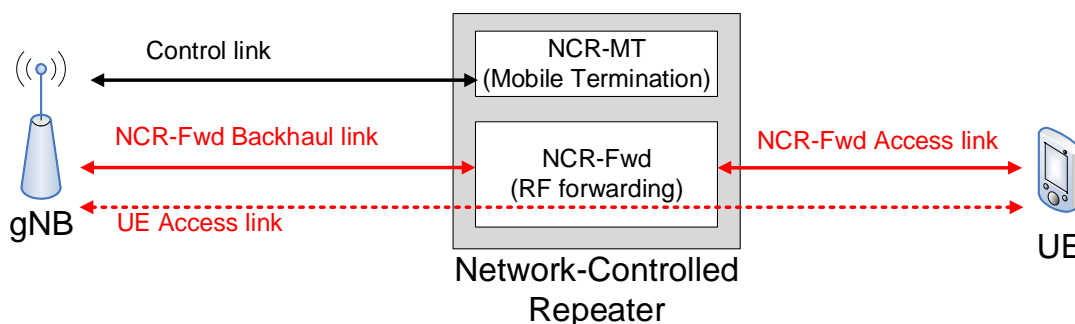 Control link
NCR-MT
(Mobile Termination)
NCR-Fwd Backhaul link
NCR-Fwd
(RF forwarding)
NCR-Fwd Access link
UE Access link
gNB
UE
Network-Controlled
Repeater